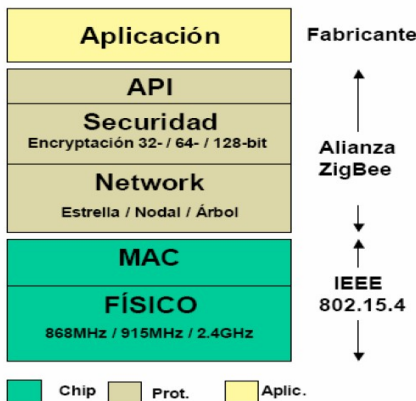 Aplicación
Fabricante
API
Securidad
Encryptación 32- / 64- / 128-bit
Alianza
ZigBee
Network
Estrella / Nodal / Árbol
MAC
IEEE
802.15.4
FÍSICO
868MHz / 915MHz / 2.4GHz
Chip
Prot.
Aplic.